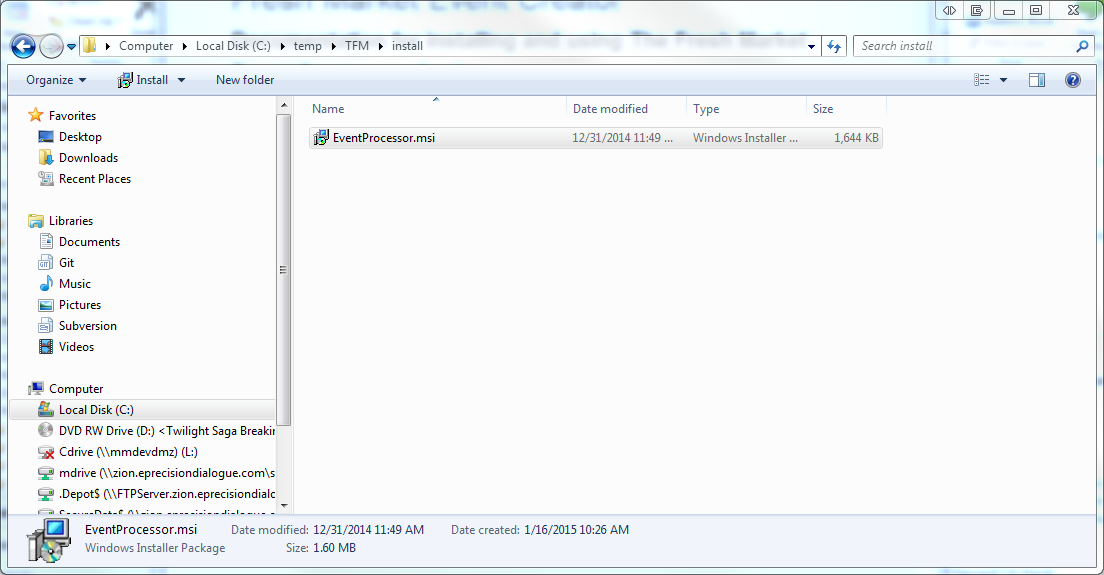 Computer Local Disk (C:) temp TFM install Search install
Organize Install New folder
Name Date modified Type Size
EventProcessor.msi 12/31/2014 11:49 ... Windows Installer ... 1,644 KB
Favorites
Desktop
Downloads
Recent Places
Libraries
Documents
Git
Music
Pictures
Subversion
Videos
Computer
Local Disk (C:)
DVD RW Drive (D:) <Twilight Saga Breakin
Cdrive (\\mmdevdmz) (L:)
mdrive (\\zion.eprecisiondialogue.com\s
.Depot$ (\\FTPServer.zion.eprecisiondialo
EventProcessor.msi Date modified: 12/31/2014 11:49 AM Date created: 1/16/2015 10:26 AM
Windows Installer Package Size: 1.60 MB